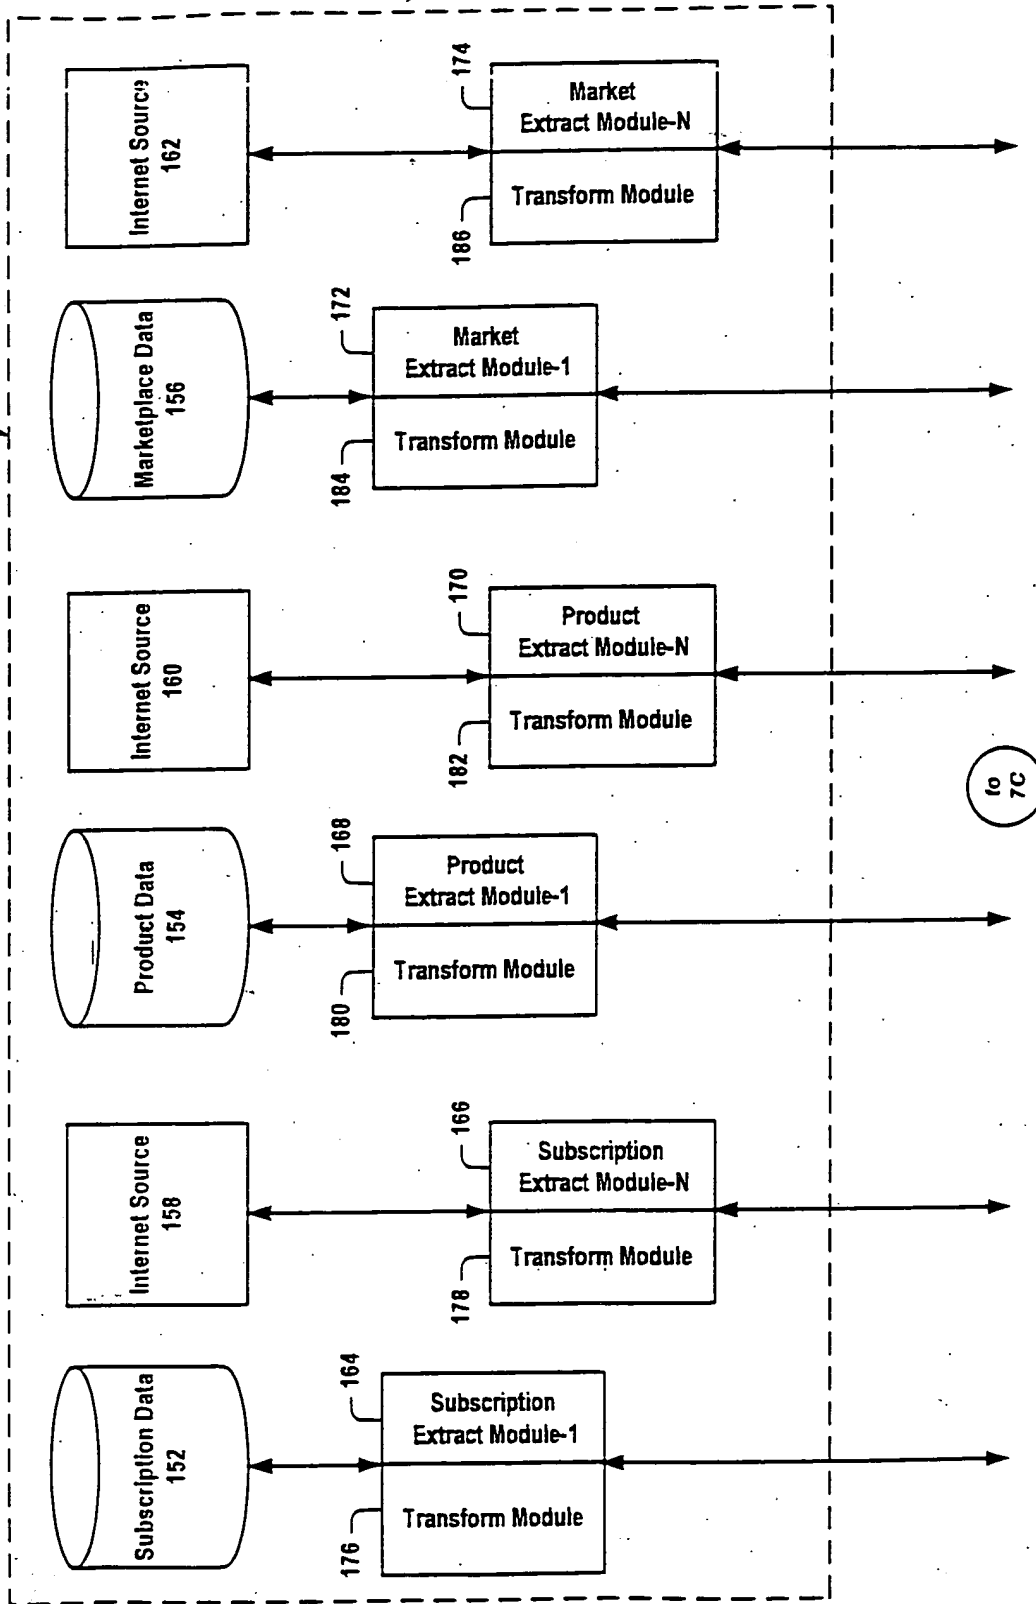 Internet Source
162
174
Market
Extract Module-N
186
Transform Module
Marketplace Data
156
172
Market
Extract Module-1
184
Transform Module
Internet Source
160
170
Product
Extract Module-N
182
Transform Module
Product Data
154
168
Product
Extract Module-1
180
Transform Module
to
7C
Internet Source
158
166
Subscription
Extract Module-N
178
Transform Module
Subscription Data
152
164
Subscription
Extract Module-1
176
Transform Module